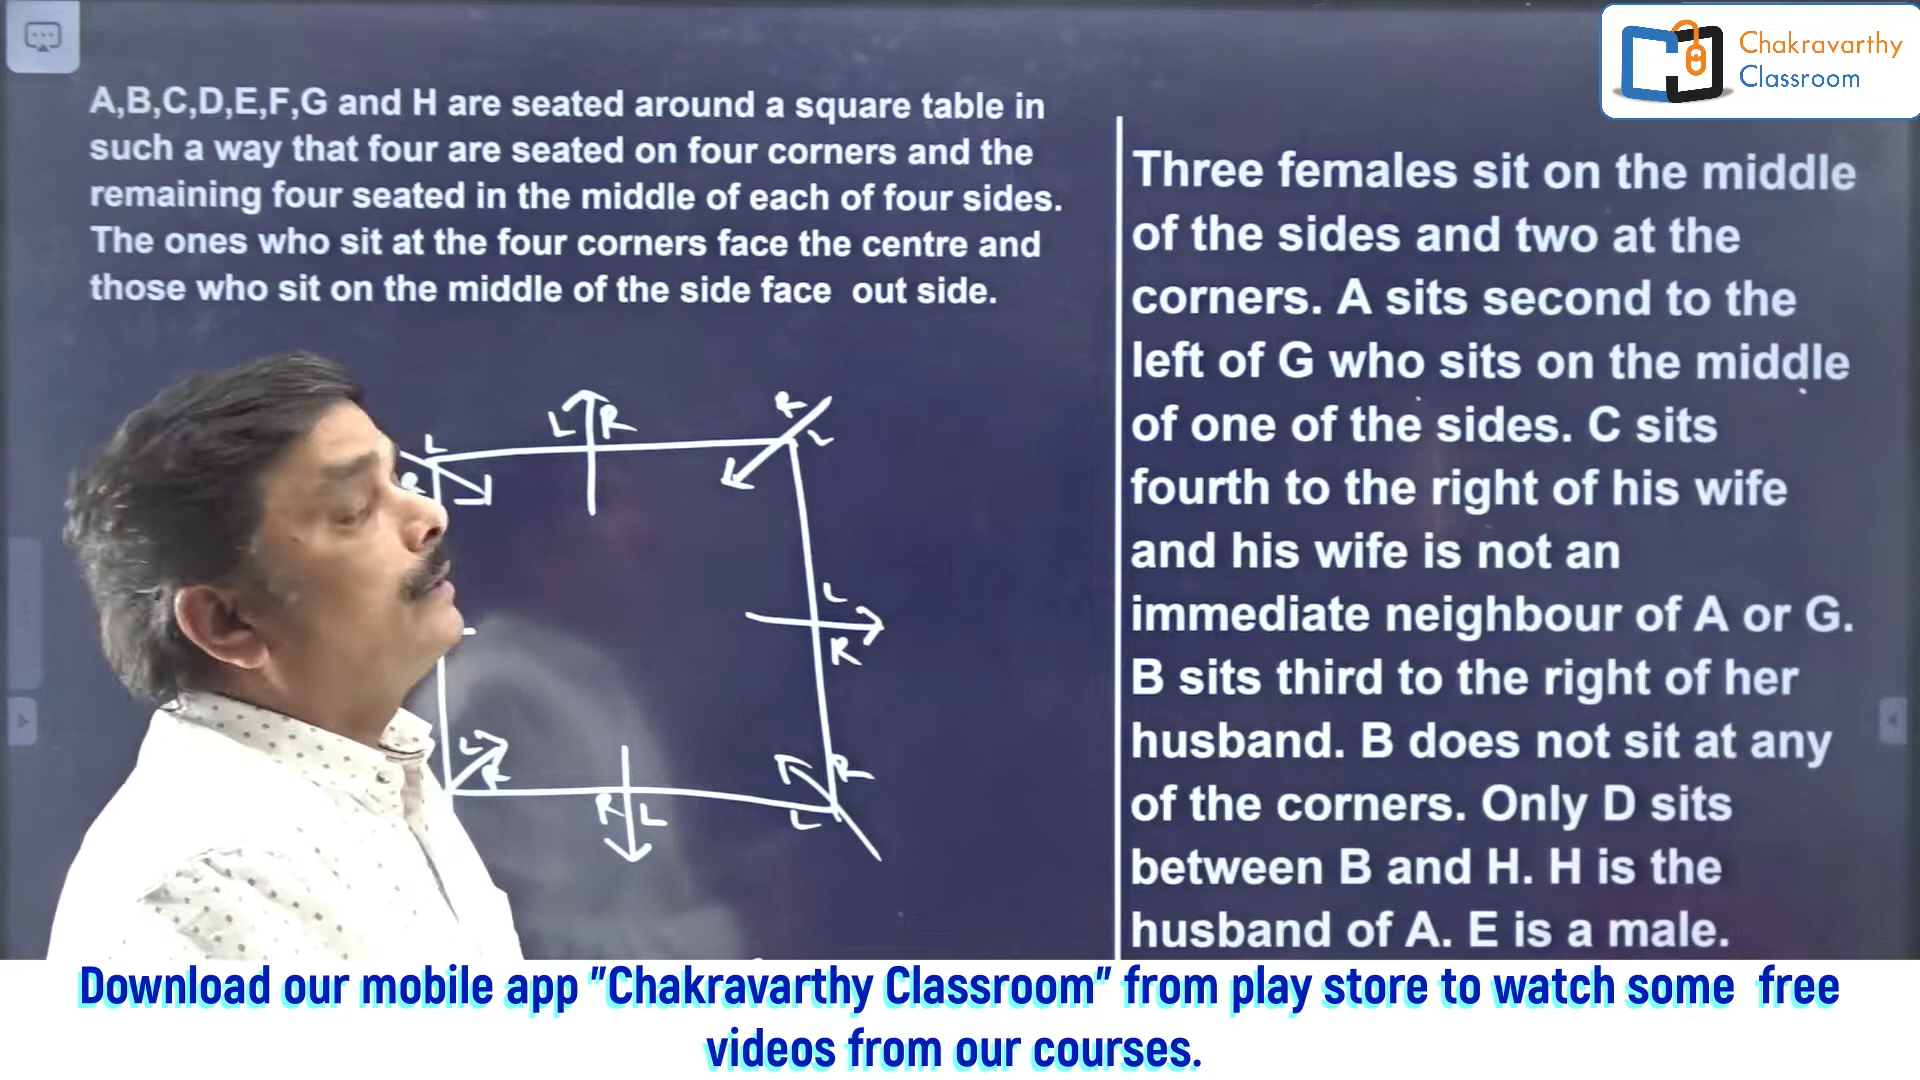 Chakravarthy
Classroom
A,B,C,D,E,F,G and H are seated around a square table in
such a way that four are seated on four corners and the
remaining four seated in the middle of each of four sides.
The ones who sit at the four corners face the centre and
those who sit on the middle of the side face out side.
Three females sit on the middle
of the sides and two at the
corners. A sits second to the
left of G who sits on the middle
of one of the sides. C sits
fourth to the right of his wife
and his wife is not an
immediate neighbour of A or G.
B sits third to the right of her
husband. B does not sit at any
of the corners. Only D sits
between B and H. H is the
husband of A. E is a male.
L L R R L
R
L
R
L R
R L
R
L
Download our mobile app "Chakravarthy Classroom" from play store to watch some free
videos from our courses.